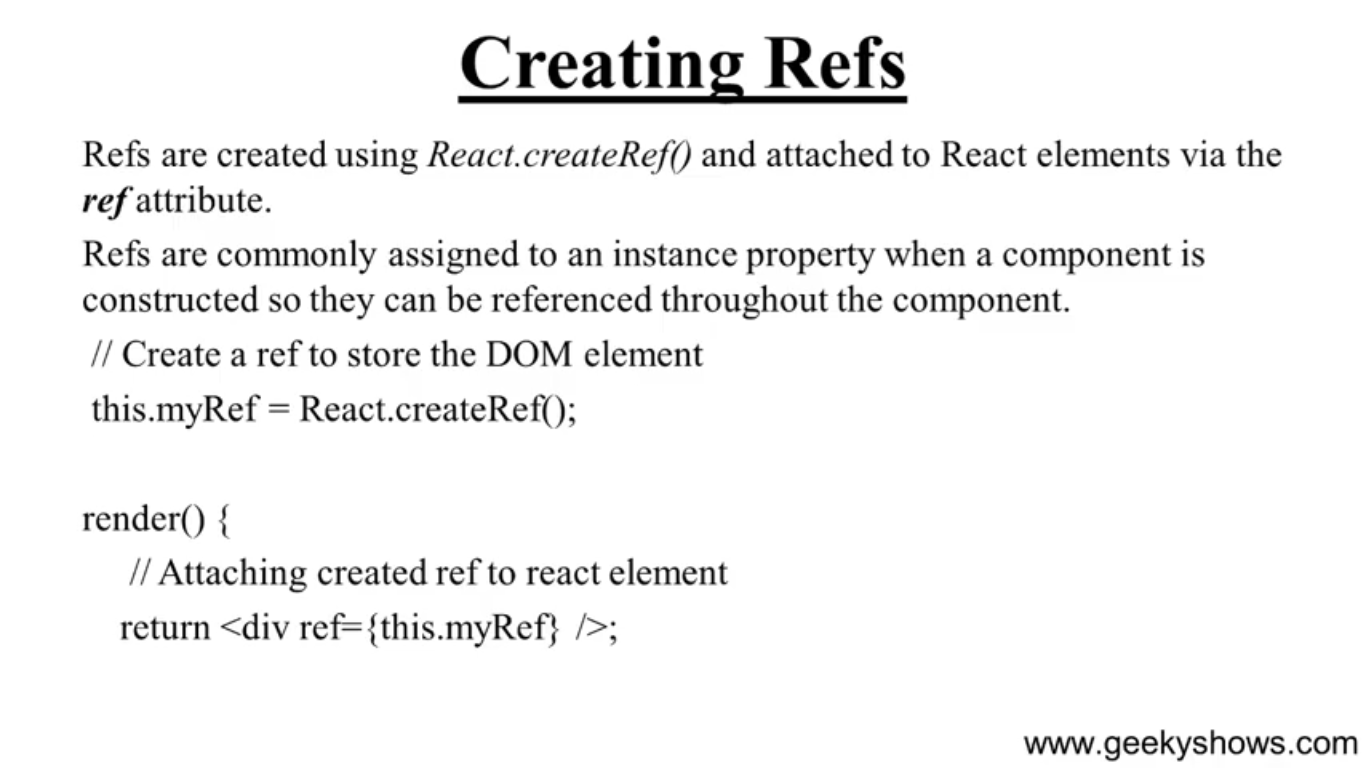 Creating Refs
Refs are created using React.createRef() and attached to React elements via the
ref attribute.
Refs are commonly assigned to an instance property when a component is
constructed so they can be referenced throughout the component.
// Create a ref to store the DOM element
this.myRef = React.createRef();
render() {
// Attaching created ref to react element
return <div ref={this.myRef} />;
www.geekyshows.com